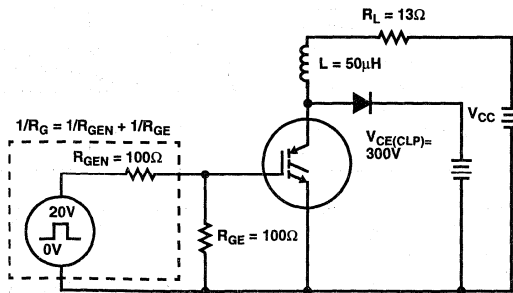 R_L = 13Ω
L = 50μH
1/R_G = 1/R_GEN + 1/R_GE
R_GEN = 100Ω
V_CC
V_CE(CLP)=
300V
20V
0V
R_GE = 100Ω